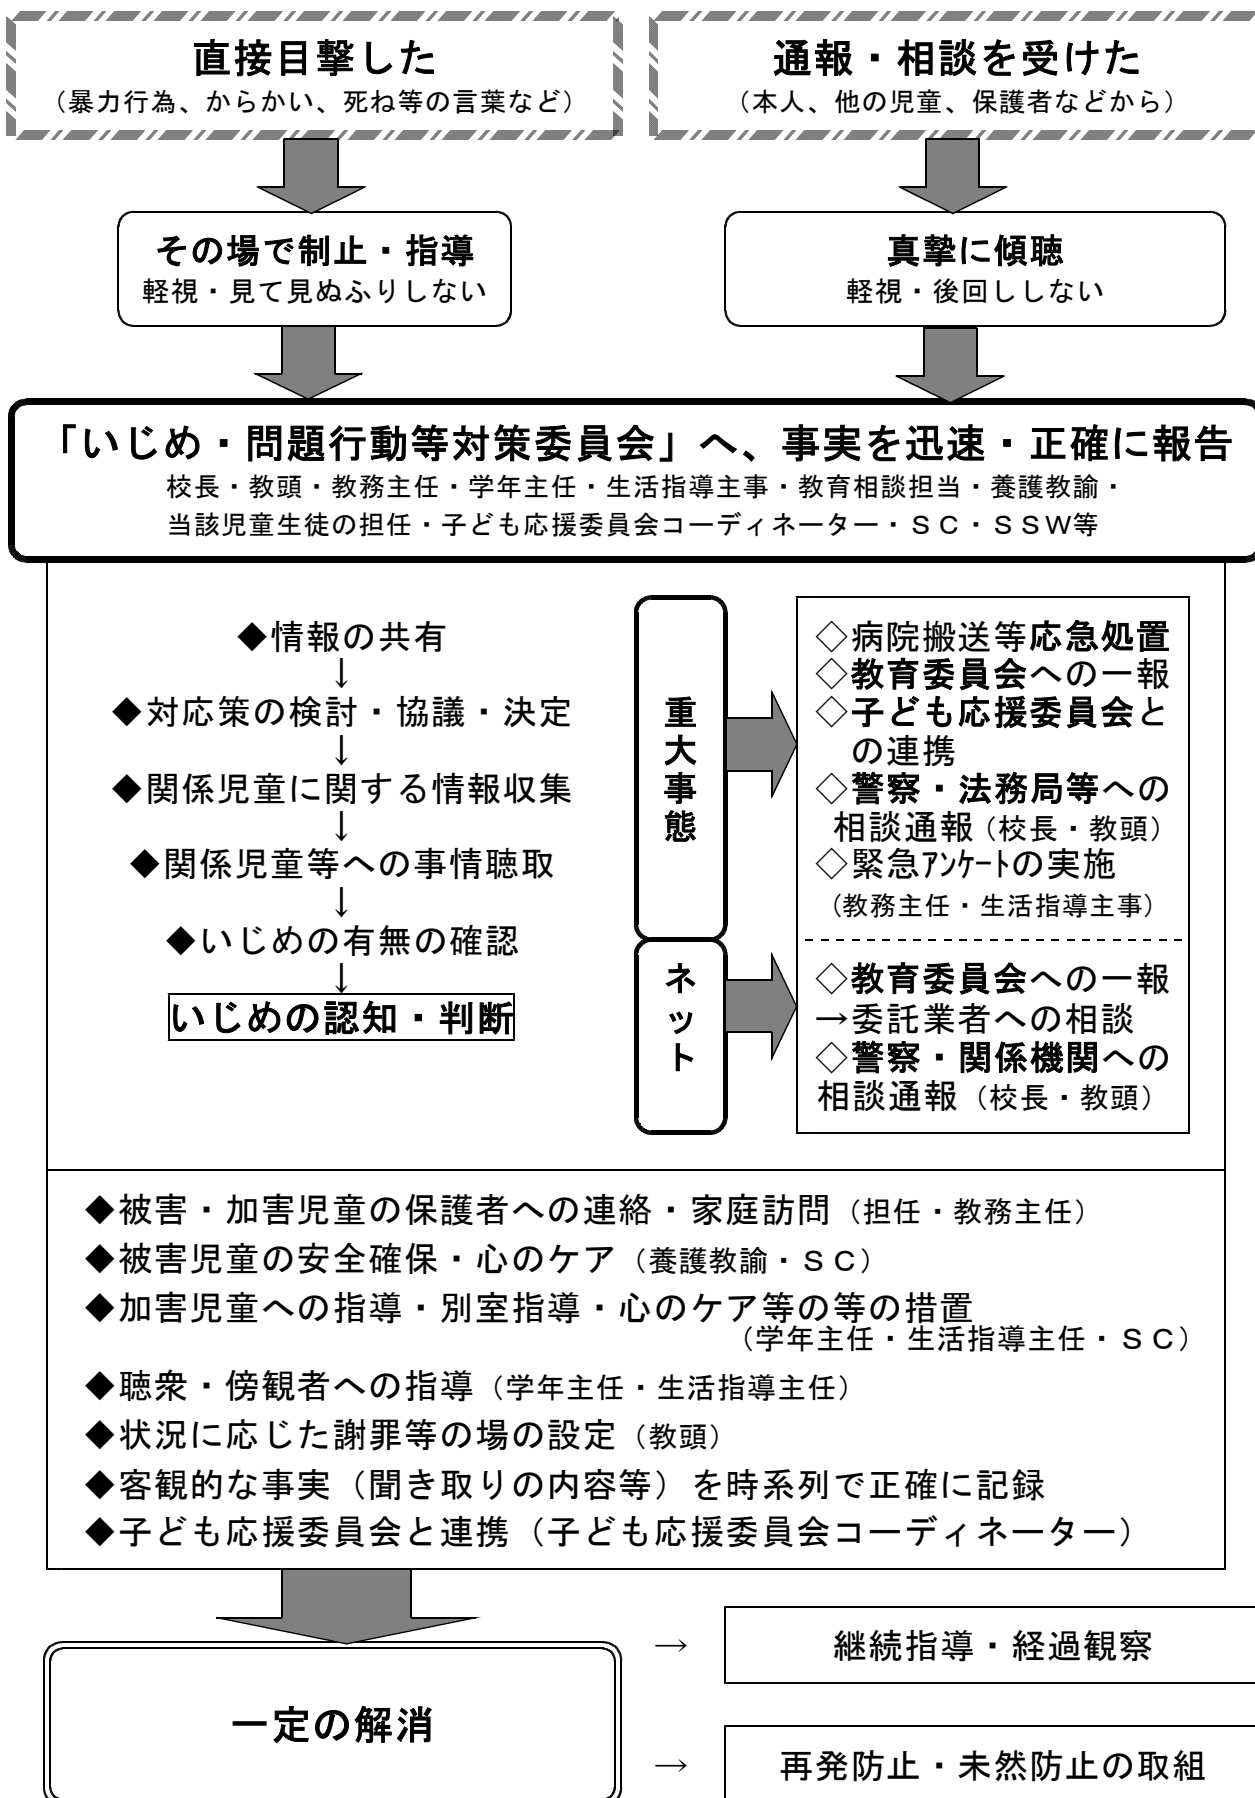 直接目撃した
（暴力行為、からかい、死ね等の言葉など）
通報・相談を受けた
（本人、他の児童、保護者などから）
その場で制止・指導
軽視・見て見ぬふりしない
真摯に傾聴
軽視・後回ししない
「いじめ・問題行動等対策委員会」へ、事実を迅速・正確に報告
校長・教頭・教務主任・学年主任・生活指導主事・教育相談担当・養護教諭・
当該児童生徒の担任・子ども応援委員会コーディネーター・ＳＣ・ＳＳＷ等
◆情報の共有
↓
◆対応策の検討・協議・決定
↓
◆関係児童に関する情報収集
↓
◆関係児童等への事情聴取
↓
◆いじめの有無の確認
↓
いじめの認知・判断
重大事態
◇病院搬送等応急処置
◇教育委員会への一報
◇子ども応援委員会と
の連携
◇警察・法務局等への
相談通報（校長・教頭）
◇緊急ｱﾝｹｰﾄの実施
（教務主任・生活指導主事）
ネット
◇教育委員会への一報
→委託業者への相談
◇警察・関係機関への
相談通報（校長・教頭）
◆被害・加害児童の保護者への連絡・家庭訪問（担任・教務主任）
◆被害児童の安全確保・心のケア（養護教諭・ＳＣ）
◆加害児童への指導・別室指導・心のケア等の等の措置
（学年主任・生活指導主任・ＳＣ）
◆聴衆・傍観者への指導（学年主任・生活指導主任）
◆状況に応じた謝罪等の場の設定（教頭）
◆客観的な事実（聞き取りの内容等）を時系列で正確に記録
◆子ども応援委員会と連携（子ども応援委員会コーディネーター）
一定の解消
→
継続指導・経過観察
→
再発防止・未然防止の取組